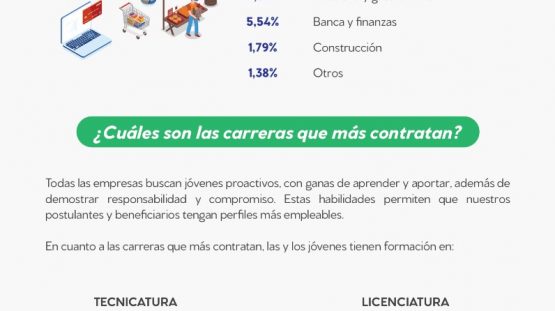 5,54% Banca y finanzas
1,79% Construcción
1,38% Otros
¿Cuáles son las carreras que más contratan?
Todas las empresas buscan jóvenes proactivos, con ganas de aprender y aportar, además de
demostrar responsabilidad y compromiso. Estas habilidades permiten que nuestros
postulantes y beneficiarios tengan perfiles más empleables.
En cuanto a las carreras que más contratan, las y los jóvenes tienen formación en:
TECNICATURA LICENCIATURA